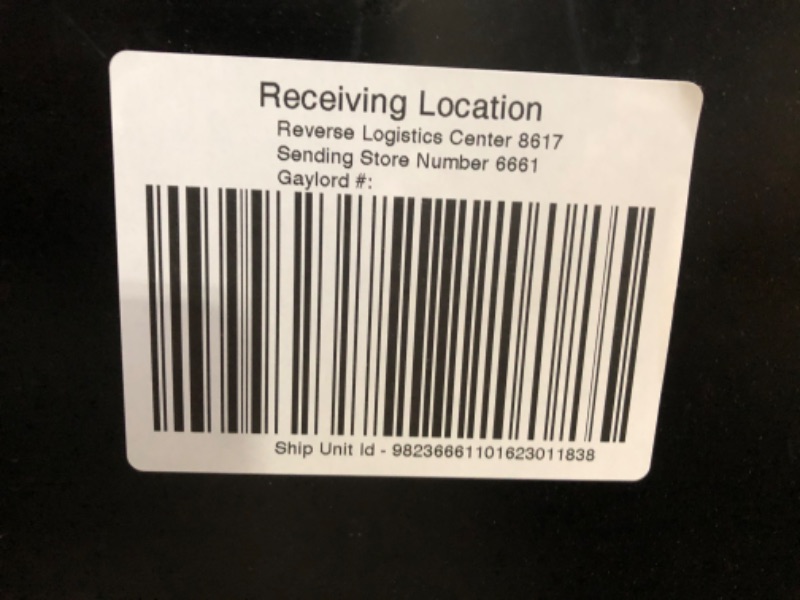 Receiving Location
Reverse Logistics Center 8617
Sending Store Number 6661
Gaylord #:
Ship Unit Id - 98236661101623011838